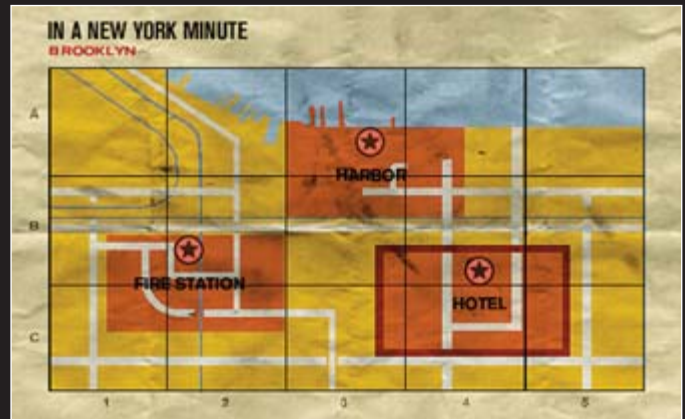 IN A NEW YORK MINUTE
BROOKLYN
A
HARBOR
B
FIRE STATION
HOTEL
C
1 2 3 4 5